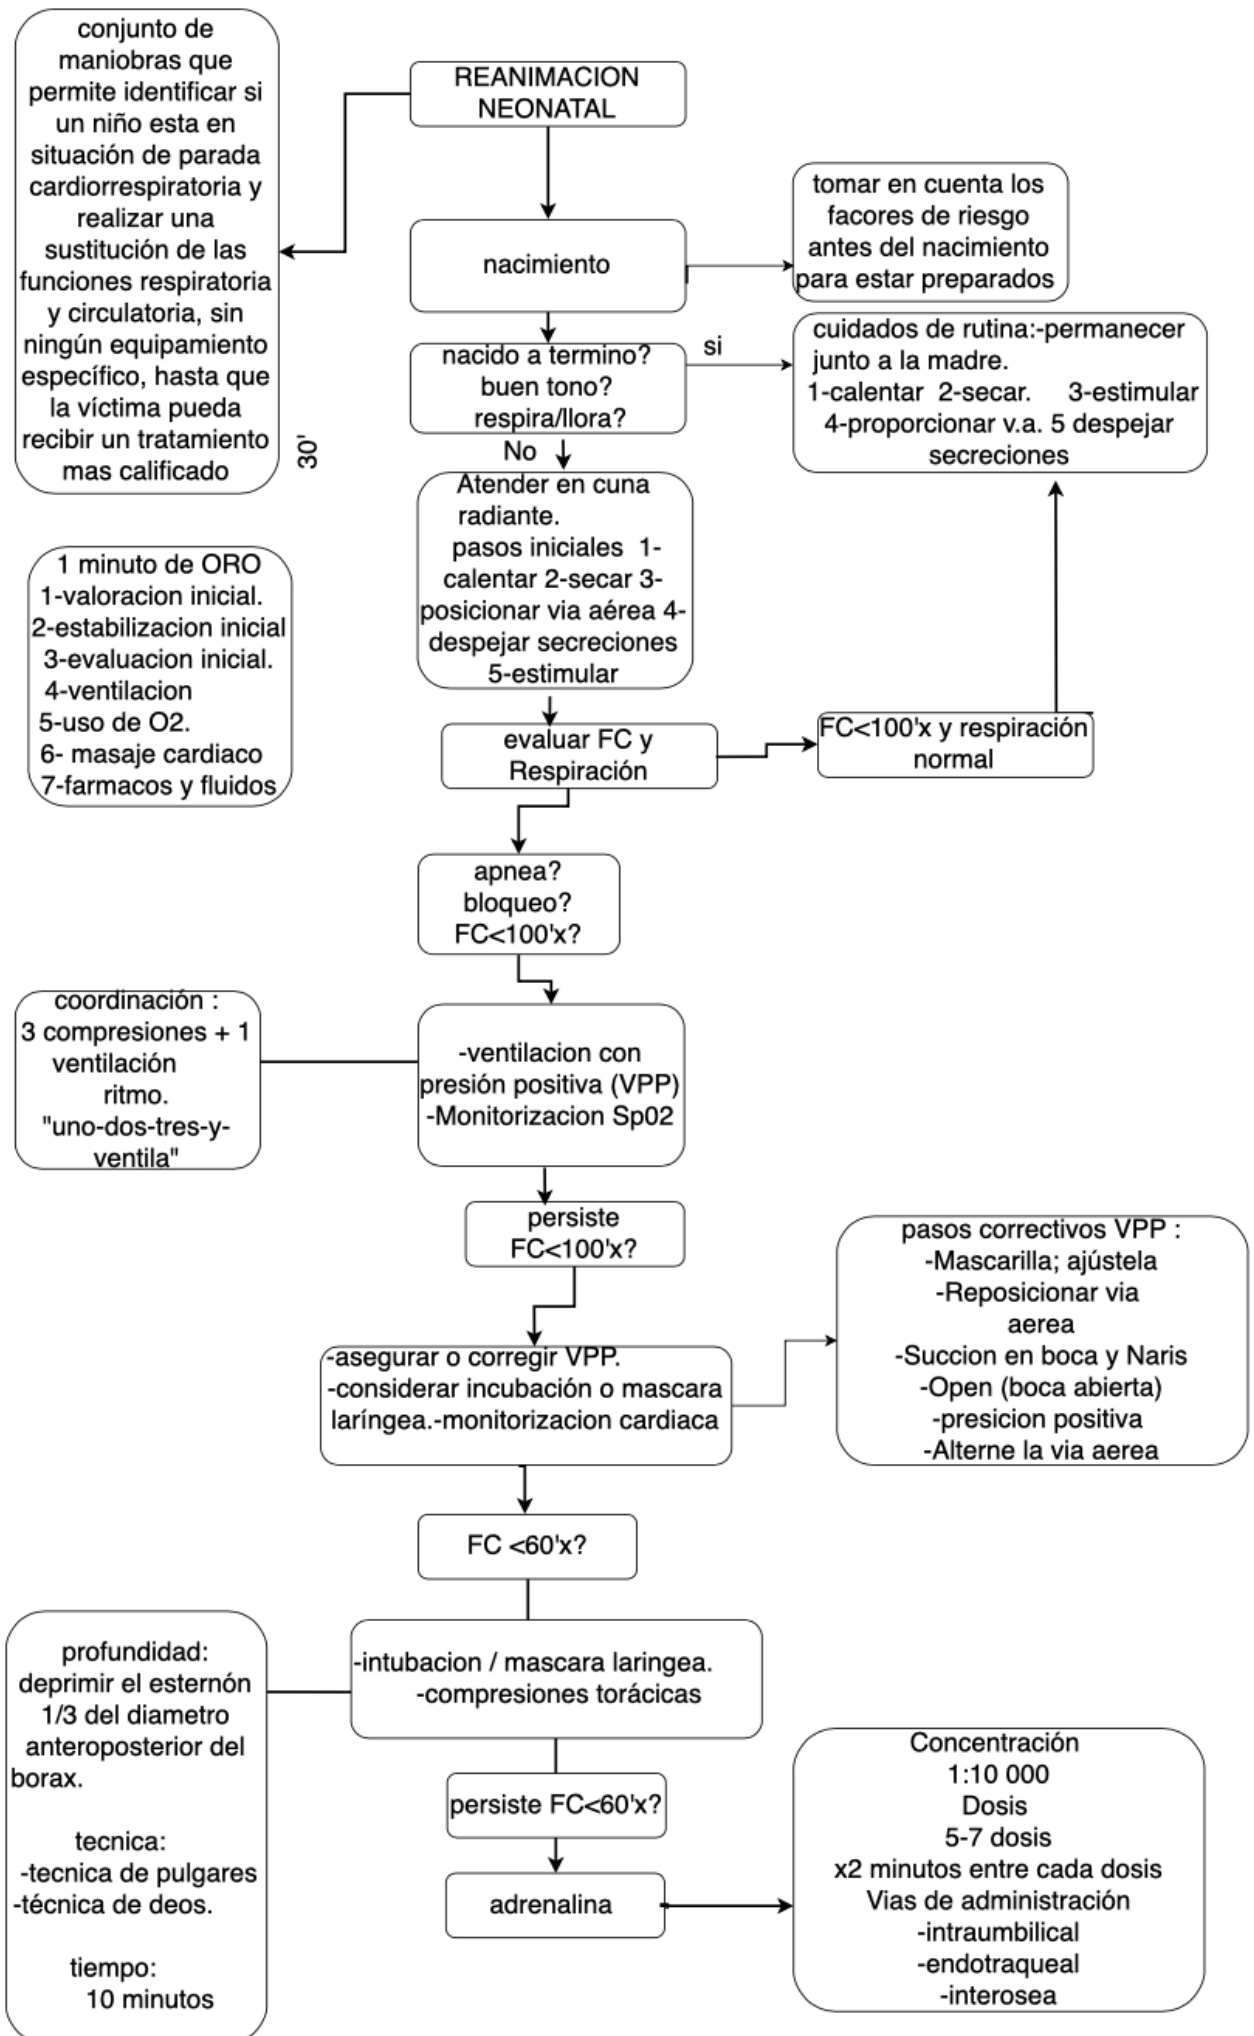 conjunto de
maniobras que
permite identificar si
un niño esta en
situación de parada
cardiorrespiratoria y
realizar una
sustitución de las
funciones respiratoria
y circulatoria, sin
ningún equipamiento
específico, hasta que
la víctima pueda
recibir un tratamiento
mas calificado
REANIMACION
NEONATAL
nacimiento
tomar en cuenta los
facores de riesgo
antes del nacimiento
para estar preparados
nacido a termino?
buen tono?
respira/llora?
si
cuidados de rutina:-permanecer
junto a la madre.
1-calentar 2-secar. 3-estimular
4-proporcionar v.a. 5 despejar
secreciones
No
30'
Atender en cuna
radiante.
pasos iniciales 1-
calentar 2-secar 3-
posicionar via aérea 4-
despejar secreciones
5-estimular
1 minuto de ORO
1-valoracion inicial.
2-estabilizacion inicial
3-evaluacion inicial.
4-ventilacion
5-uso de O2.
6- masaje cardiaco
7-farmacos y fluidos
evaluar FC y
Respiración
FC<100'x y respiración
normal
apnea?
bloqueo?
FC<100'x?
coordinación :
3 compresiones + 1
ventilación
ritmo.
"uno-dos-tres-y-
ventila"
-ventilacion con
presión positiva (VPP)
-Monitorizacion Sp02
persiste
FC<100'x?
pasos correctivos VPP :
-Mascarilla; ajústela
-Reposicionar via
aerea
-Succion en boca y Naris
-Open (boca abierta)
-presicion positiva
-Alterne la via aerea
-asegurar o corregir VPP.
-considerar incubación o mascara
laríngea.-monitorizacion cardiaca
FC <60'x?
-intubacion / mascara laringea.
-compresiones torácicas
profundidad:
deprimir el esternón
1/3 del diametro
anteroposterior del
borax.
tecnica:
-tecnica de pulgares
-técnica de deos.
tiempo:
10 minutos
persiste FC<60'x?
adrenalina
Concentración
1:10 000
Dosis
5-7 dosis
x2 minutos entre cada dosis
Vias de administración
-intraumbilical
-endotraqueal
-interosea